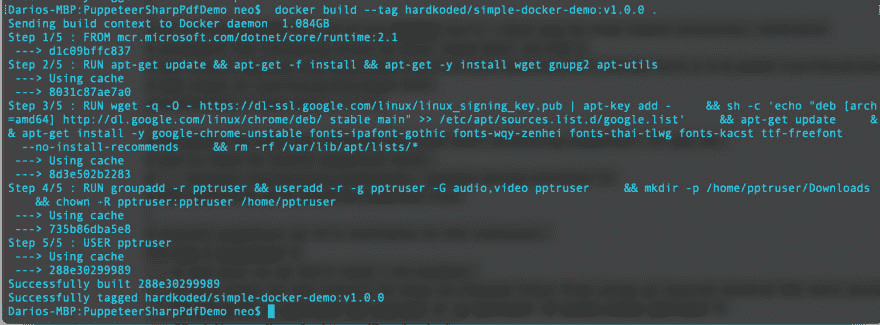 Darios-MBP:PuppeteerSharpPdfDemo neo$  docker build --tag hardkoded/simple-docker-demo:v1.0.0 .
Sending build context to Docker daemon  1.084GB
Step 1/5 : FROM mcr.microsoft.com/dotnet/core/runtime:2.1
 ---> d1c09bffc837
Step 2/5 : RUN apt-get update && apt-get -f install && apt-get -y install wget gnupg2 apt-utils
 ---> Using cache
 ---> 8031c87ae7a0
Step 3/5 : RUN wget -q -O - https://dl-ssl.google.com/linux/linux_signing_key.pub | apt-key add -     && sh -c 'echo "deb [arch
=amd64] http://dl.google.com/linux/chrome/deb/ stable main" >> /etc/apt/sources.list.d/google.list'     && apt-get update     &
& apt-get install -y google-chrome-unstable fonts-ipafont-gothic fonts-wqy-zenhei fonts-thai-tlwg fonts-kacst ttf-freefont
  --no-install-recommends     && rm -rf /var/lib/apt/lists/*
 ---> Using cache
 ---> 8d3e502b2283
Step 4/5 : RUN groupadd -r pptruser && useradd -r -g pptruser -G audio,video pptruser     && mkdir -p /home/pptruser/Downloads
    && chown -R pptruser:pptruser /home/pptruser
 ---> Using cache
 ---> 735b86dba5e8
Step 5/5 : USER pptruser
 ---> Using cache
 ---> 288e30299989
Successfully built 288e30299989
Successfully tagged hardkoded/simple-docker-demo:v1.0.0
Darios-MBP:PuppeteerSharpPdfDemo neo$